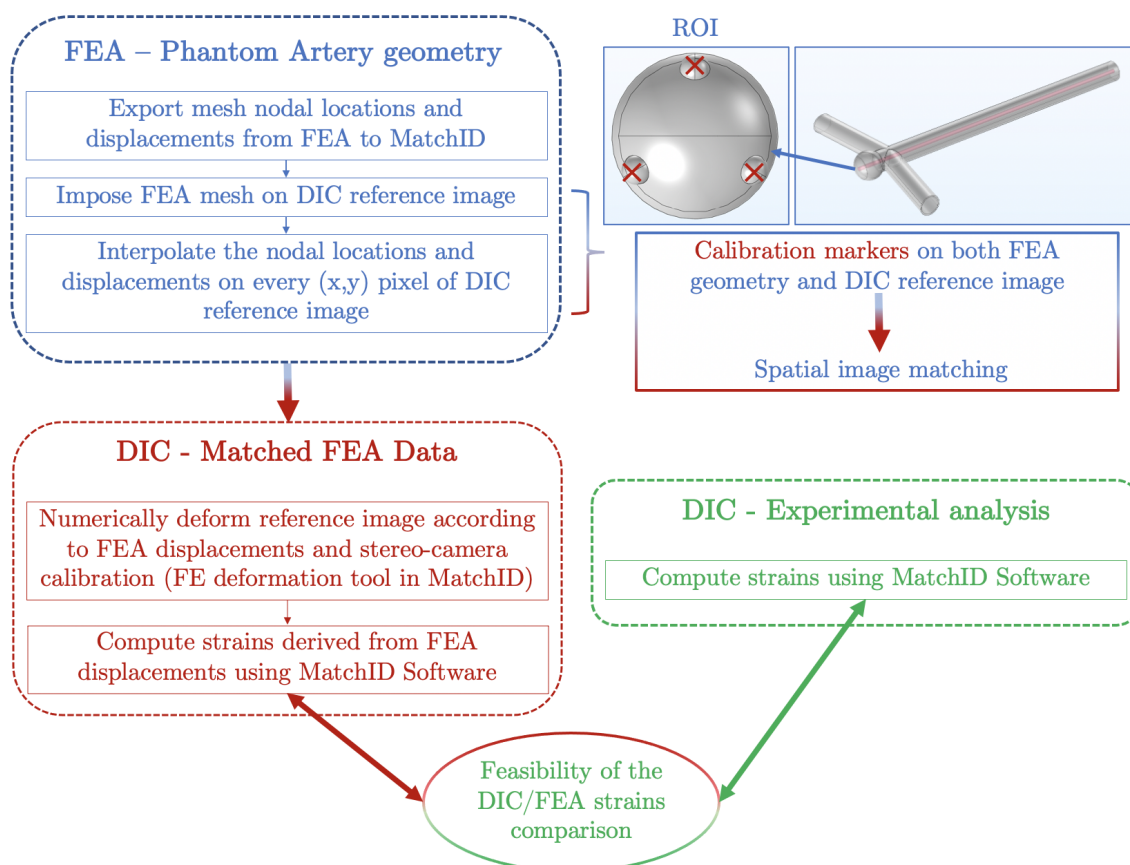 FEA – Phantom Artery geometry
Export mesh nodal locations and
displacements from FEA to MatchID
Impose FEA mesh on DIC reference image
Interpolate the nodal locations and
displacements on every (x,y) pixel of DIC
reference image
ROI
Calibration markers on both FEA
geometry and DIC reference image
Spatial image matching
DIC - Matched FEA Data
Numerically deform reference image according
to FEA displacements and stereo-camera
calibration (FE deformation tool in MatchID)
Compute strains derived from FEA
displacements using MatchID Software
DIC - Experimental analysis
Compute strains using MatchID Software
Feasibility of the
DIC/FEA strains
comparison